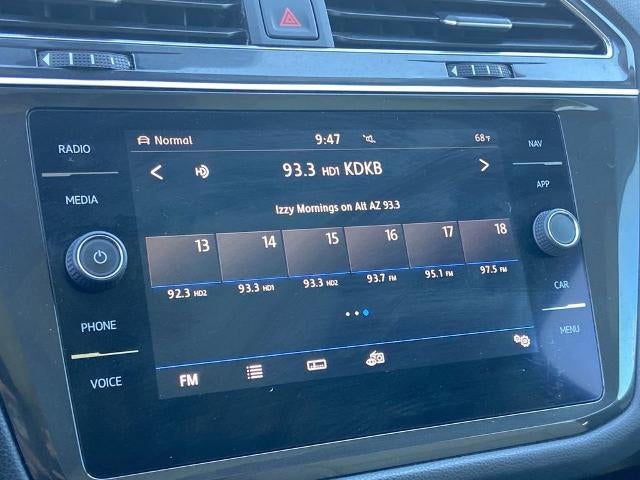 RADIO
MEDIA
PHONE
VOICE
Normal 9:47 68°F
< HD 93.3 HD1 KDKB >
Izzy Mornings on Alt AZ 93.3
13 14 15 16 17 18
92.3 HD2 93.3 HD1 93.3 HD2 93.7 FM 95.1 FM 97.5 FM
FM
NAV
APP
CAR
MENU